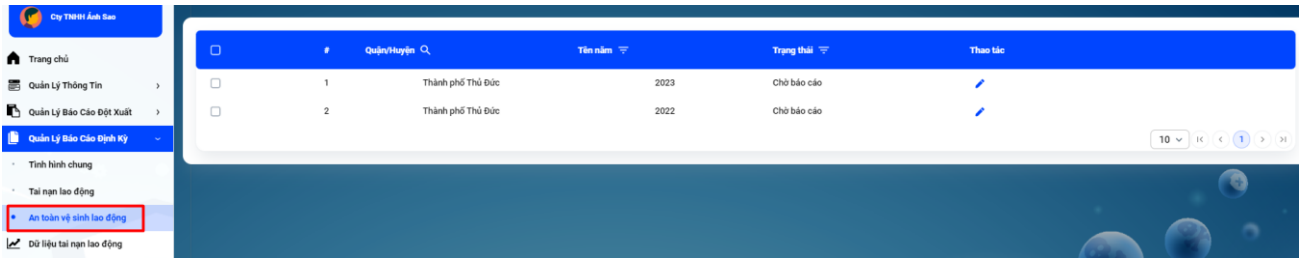 Cty TNHH Ánh Sao
Trang chủ
Quản Lý Thông Tin
Quản Lý Báo Cáo Đột Xuất
Quản Lý Báo Cáo Định Kỳ
Tình hình chung
Tai nạn lao động
An toàn vệ sinh lao động
Dữ liệu tai nạn lao động
# Quận/Huyện Tên năm Trạng thái Thao tác
1 Thành phố Thủ Đức 2023 Chờ báo cáo
2 Thành phố Thủ Đức 2022 Chờ báo cáo
10 1